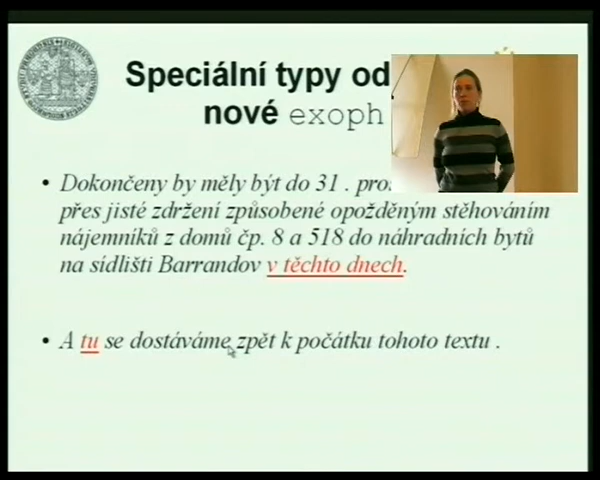 Speciální typy od
nové exoph
• Dokončeny by měly být do 31 . pros
přes jisté zdržení způsobené opožděným stěhováním
nájemníků z domů čp. 8 a 518 do náhradních bytů
na sídlišti Barrandov v těchto dnech.
• A tu se dostáváme zpět k počátku tohoto textu .